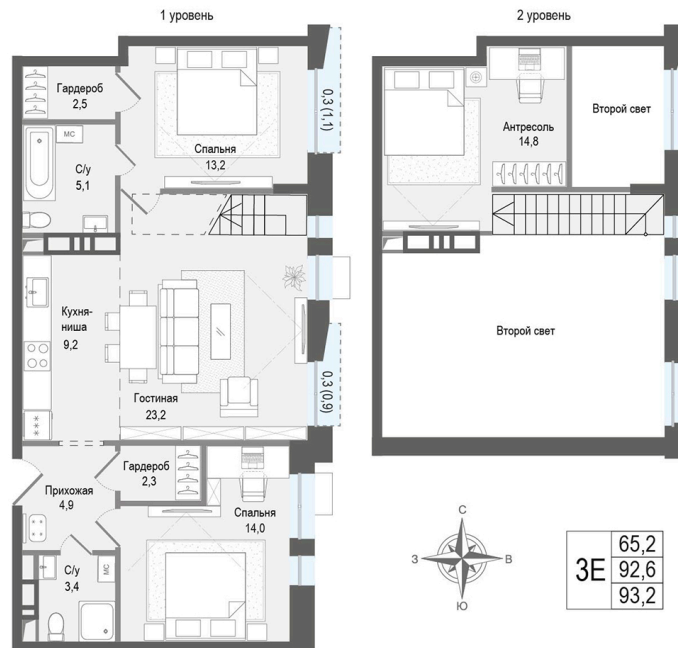 1 уровень
2 уровень
Гардероб
2,5
МС
С/у
5,1
Спальня
13,2
0,3 (1,1)
Антресоль
14,8
Второй свет
Кухня-
ниша
9,2
Гостиная
23,2
0,3 (0,9)
Второй свет
Прихожая
4,9
Гардероб
2,3
Спальня
14,0
С/у
3,4
МС
С
З
В
Ю
3Е
65,2
92,6
93,2